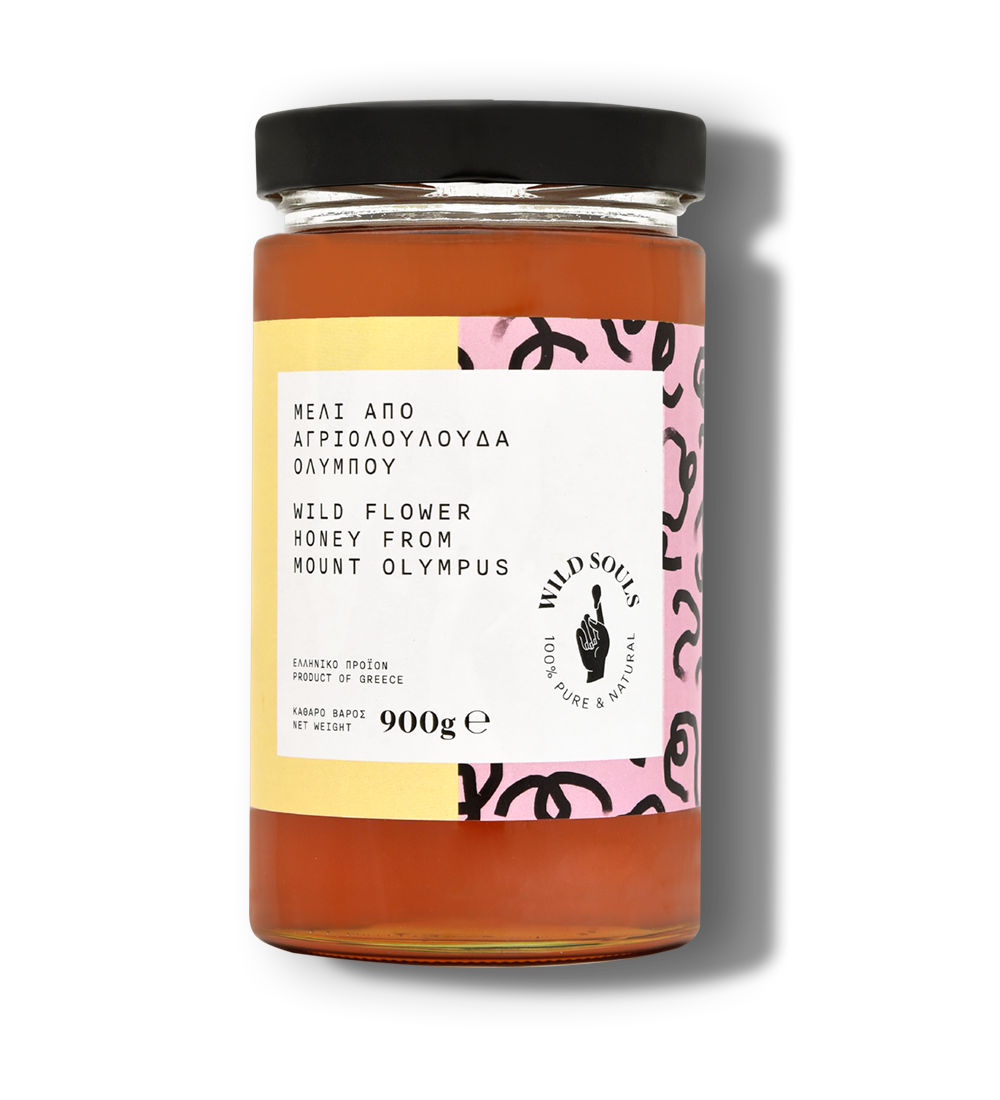 ΜΕΛΙ ΑΠΟ
ΑΓΡΙΟΛΟΥΛΟΥΔΑ
ΟΛΥΜΠΟΥ
WILD FLOWER
HONEY FROM
MOUNT OLYMPUS
WILD SOULS
100% PURE & NATURAL
ΕΛΛΗΝΙΚΟ ΠΡΟΪΟΝ
PRODUCT OF GREECE
ΚΑΘΑΡΟ ΒΑΡΟΣ
NET WEIGHT 900g ℮